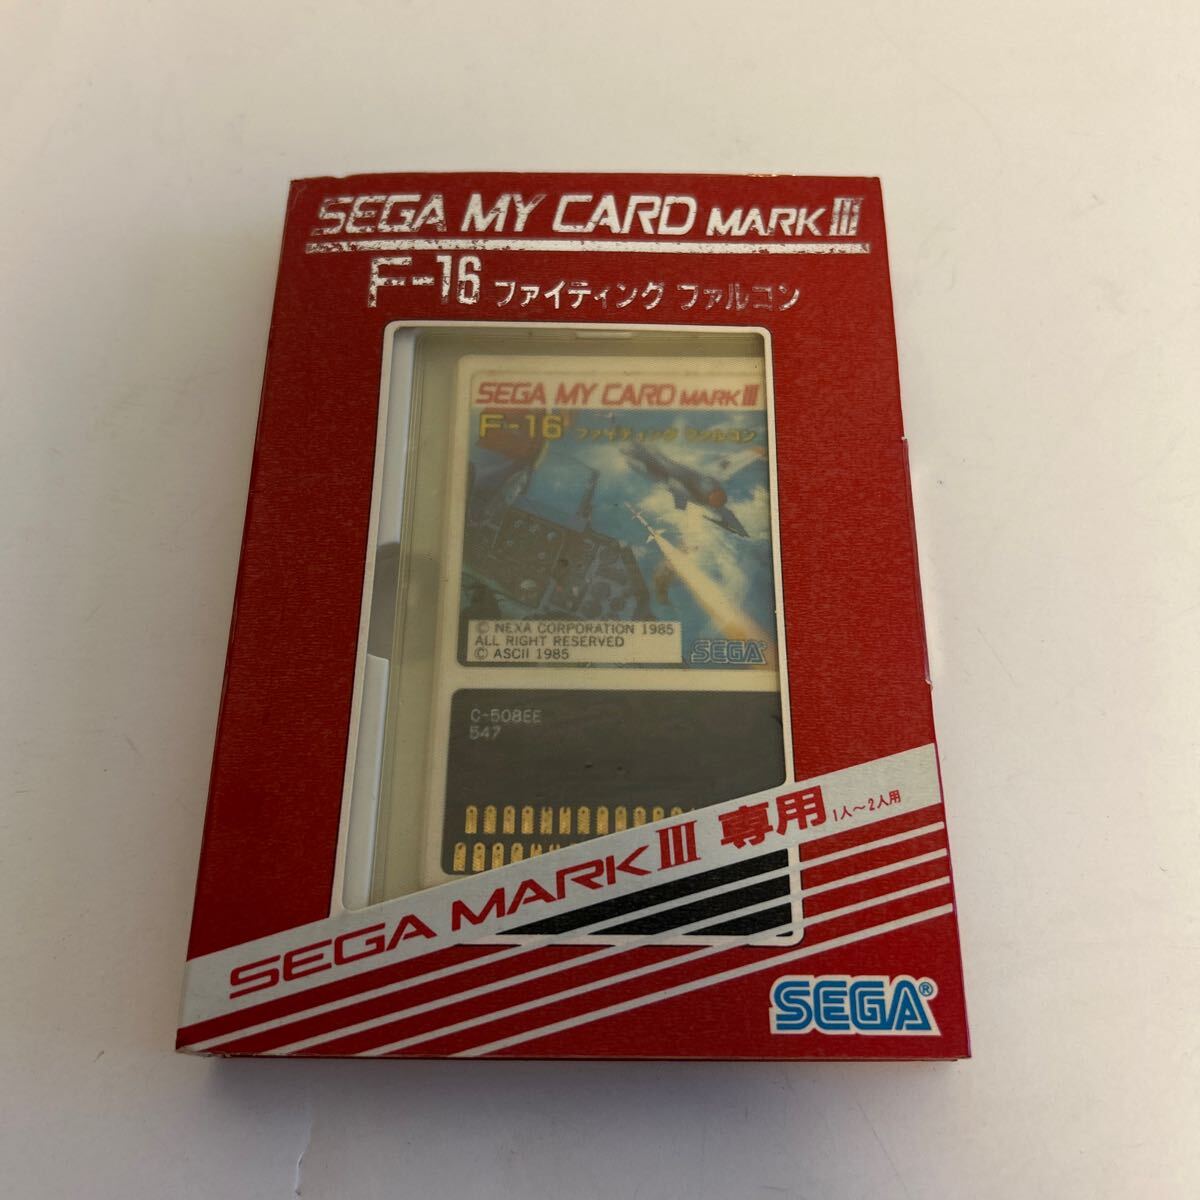 SEGA MY CARD MARK III
F-16 ファイティング ファルコン
SEGA MY CARD MARK III
F-16 ファイティング ファルコン
© NEXA CORPORATION 1985
ALL RIGHT RESERVED
© ASCII 1985
SEGA
C-508EE
547
SEGA MARK III 専用 1人~2人用
SEGA®